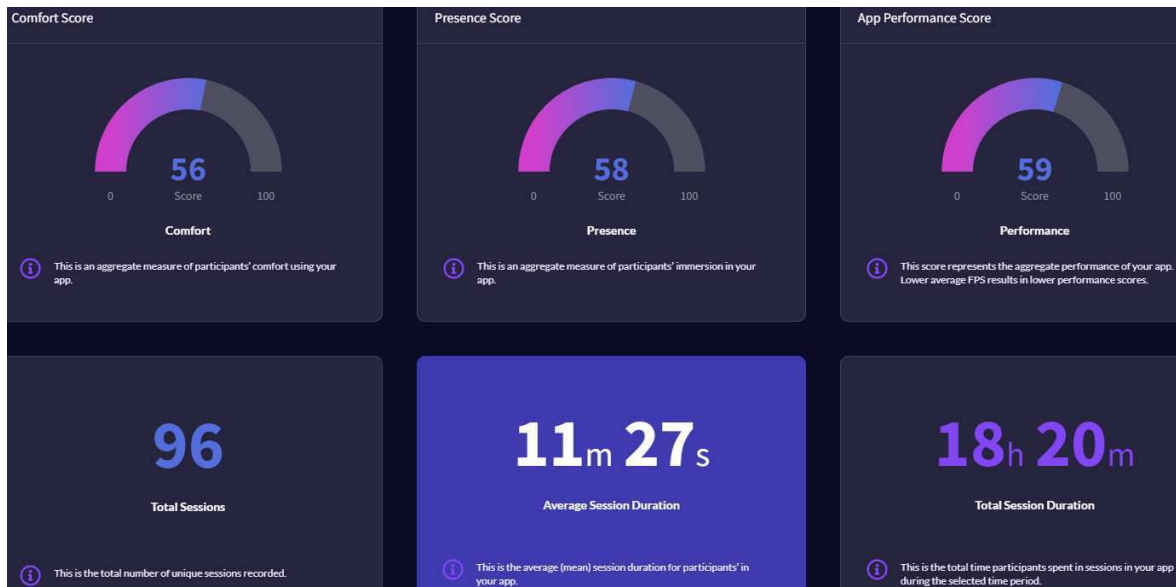 Comfort Score
Presence Score
App Performance Score
56
0
Score
100
Comfort
This is an aggregate measure of participants' comfort using your
app.
58
0
Score
100
Presence
This is an aggregate measure of participants' immersion in your
app.
59
0
Score
100
Performance
This score represents the aggregate performance of your app.
Lower average FPS results in lower performance scores.
96
Total Sessions
This is the total number of unique sessions recorded.
11m 27s
Average Session Duration
This is the average (mean) session duration for participants' in
your app.
18h 20m
Total Session Duration
This is the total time participants spent in sessions in your app
during the selected time period.